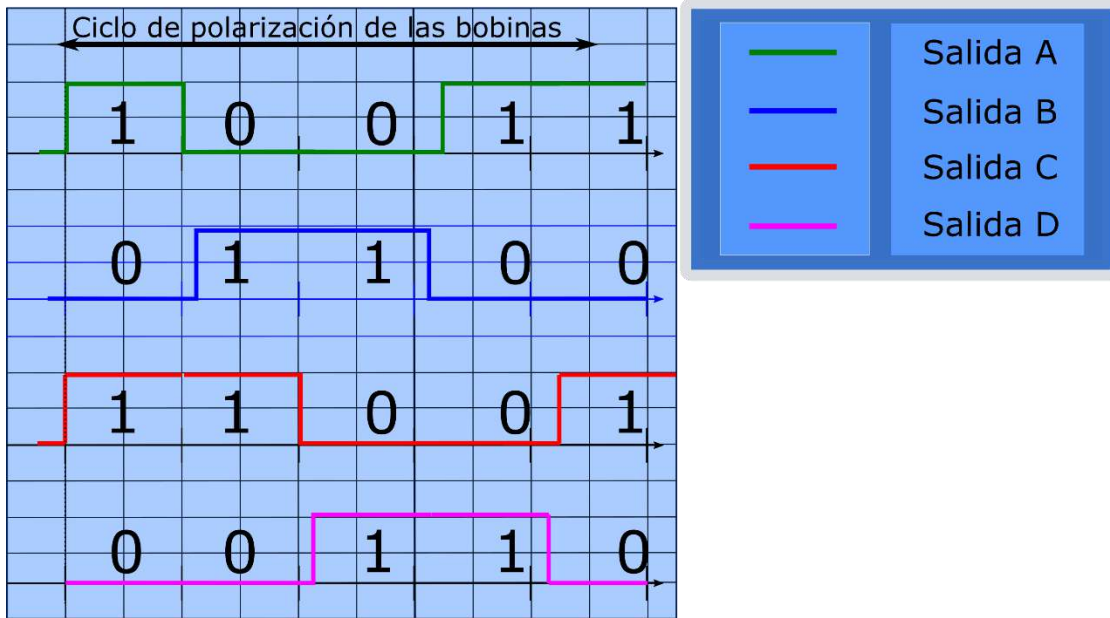 Ciclo de polarización de las bobinas
1 0 0 1 1
0 1 1 0 0
1 1 0 0 1
0 0 1 1 0
Salida A
Salida B
Salida C
Salida D